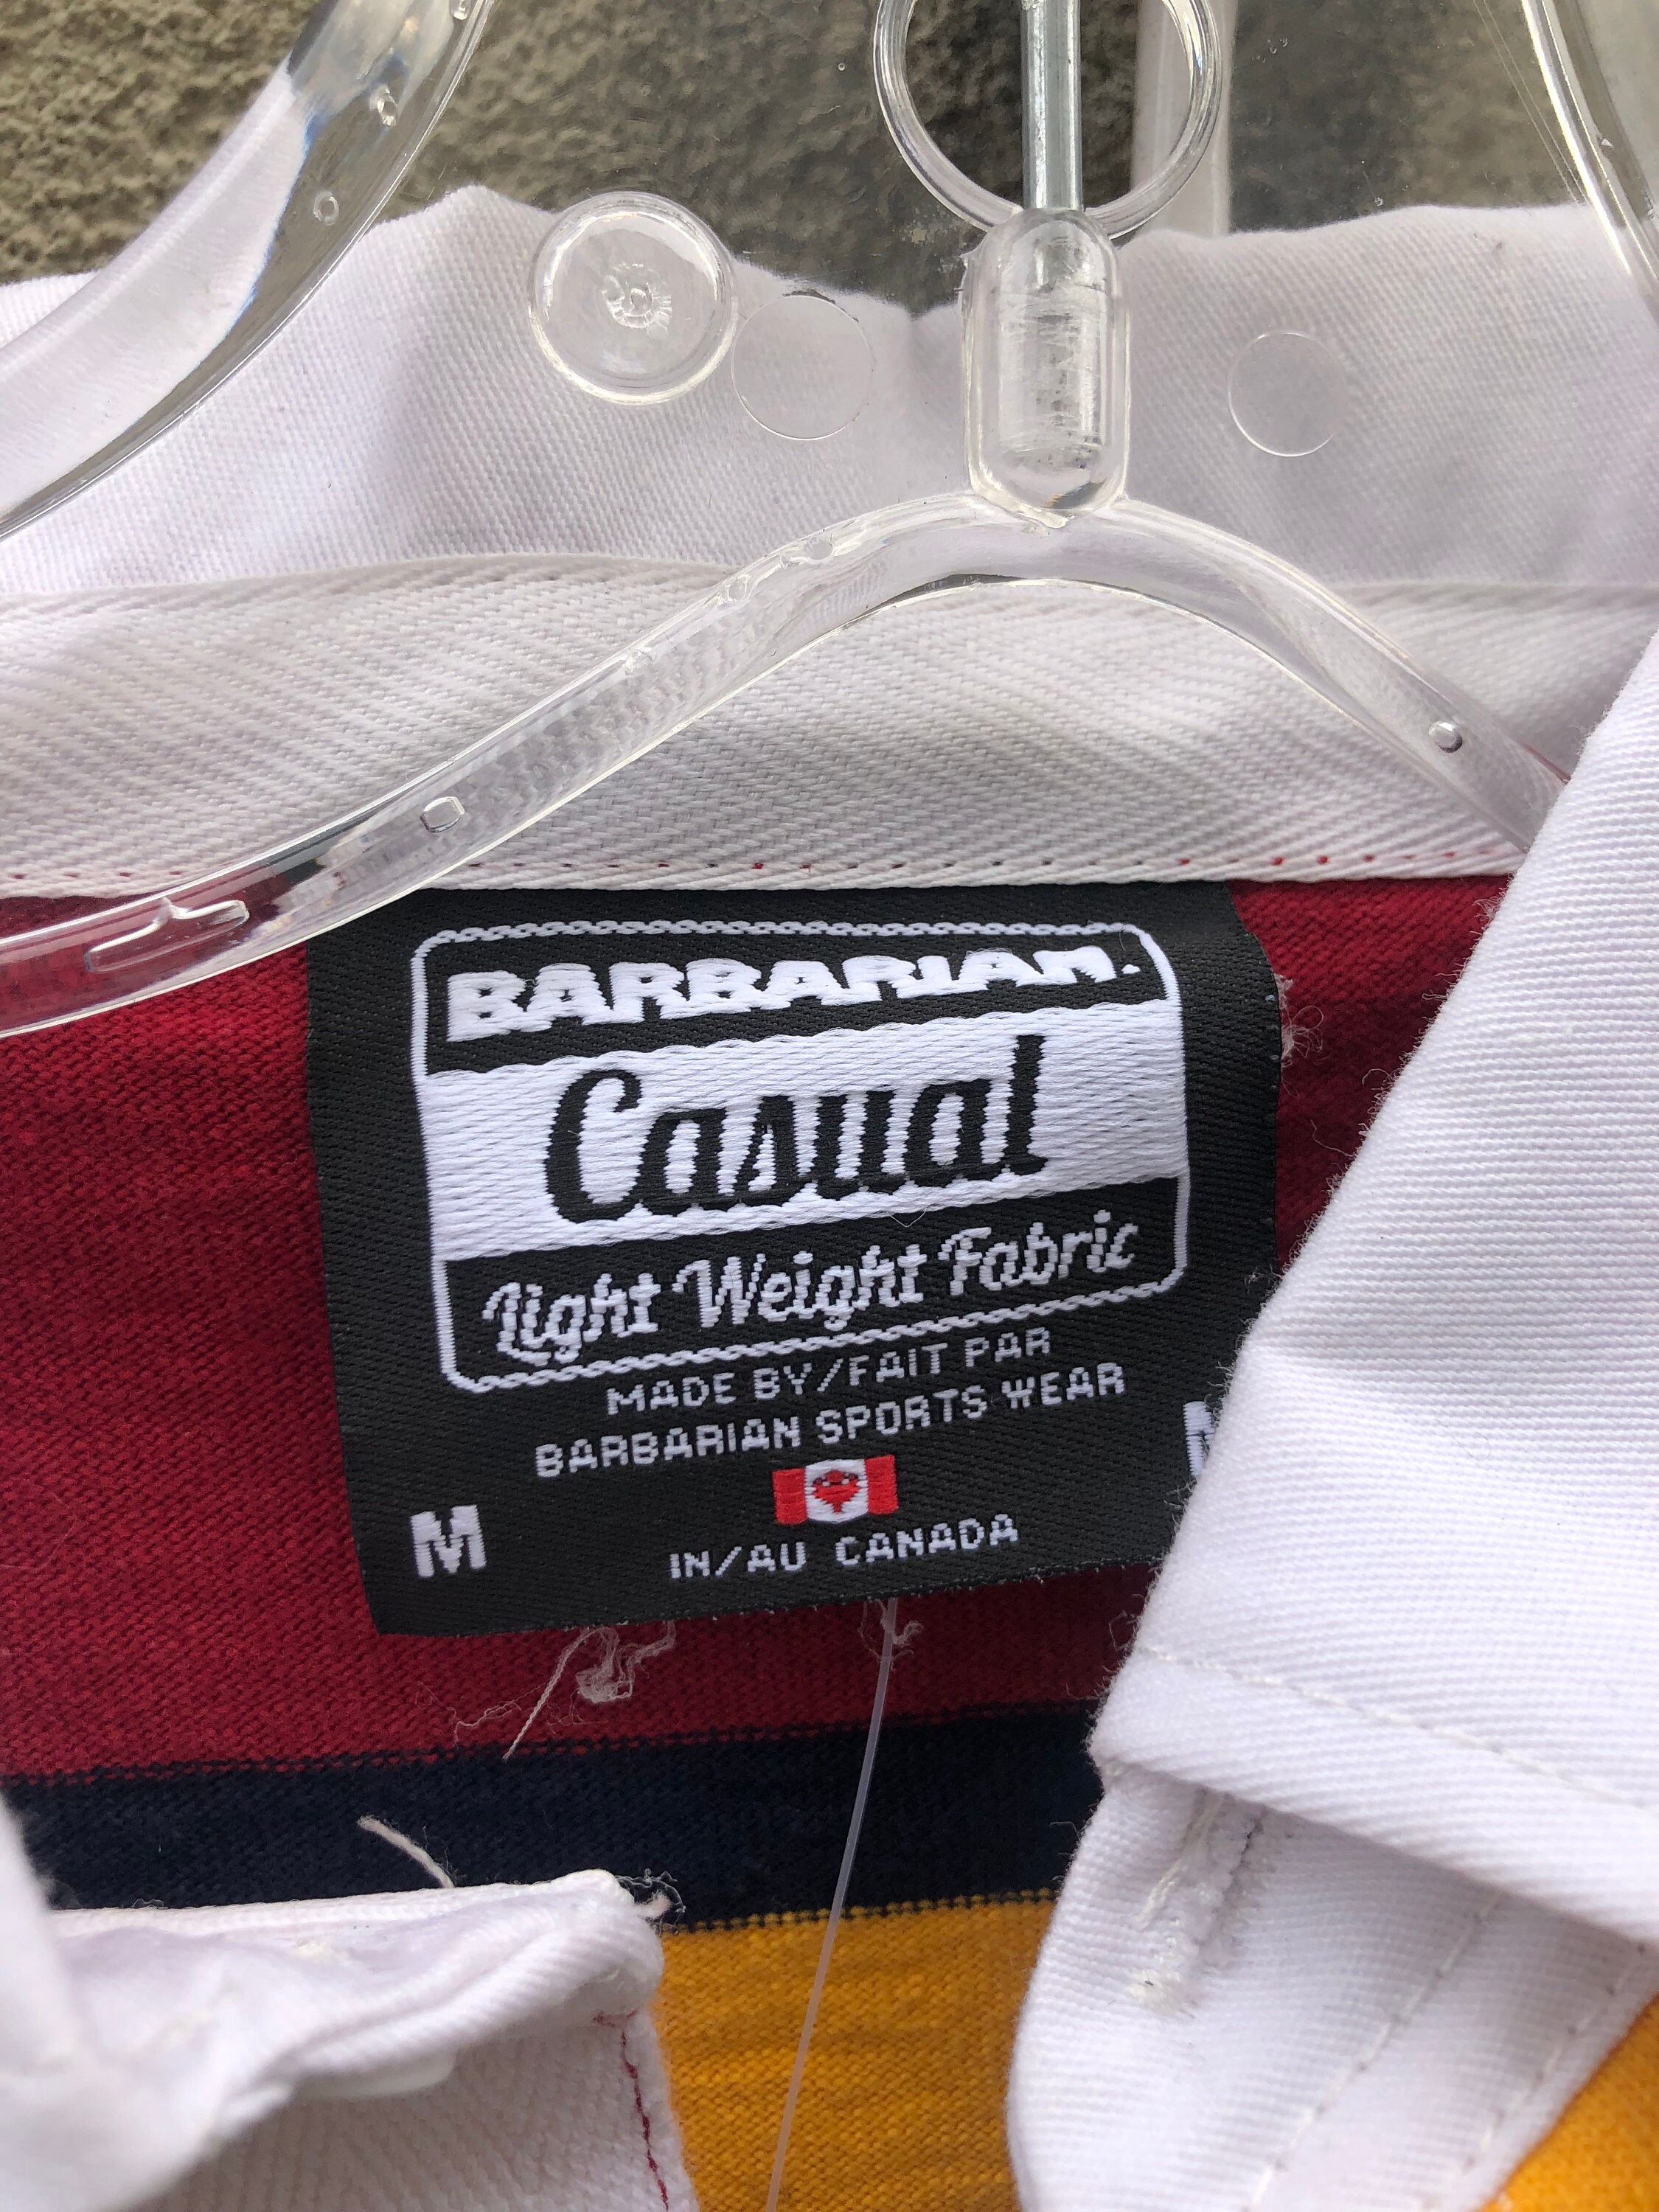 BARBARIAN.
Casual
Light Weight Fabric
MADE BY/FAIT PAR
BARBARIAN SPORTS WEAR
M
IN/AU CANADA